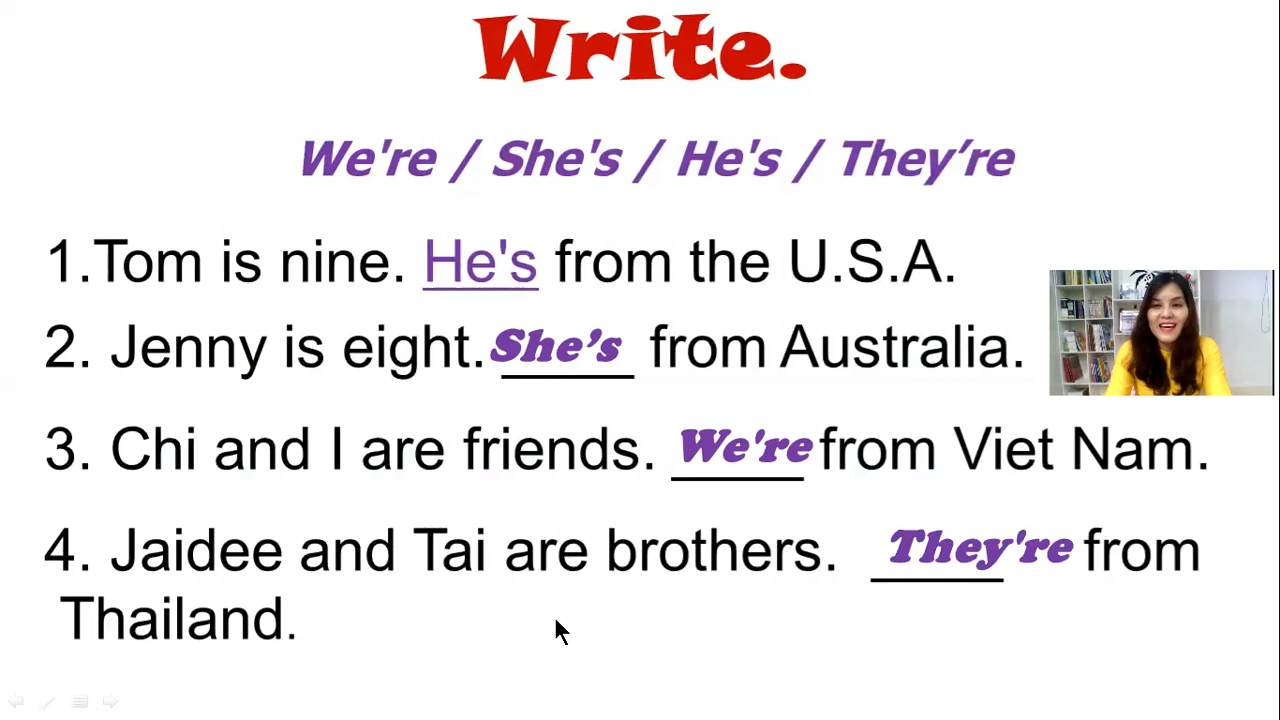 Write.
We're / She's / He's / They’re
1.Tom is nine. He's from the U.S.A.
2. Jenny is eight. She’s from Australia.
3. Chi and I are friends. We're from Viet Nam.
4. Jaidee and Tai are brothers. They're from
Thailand.